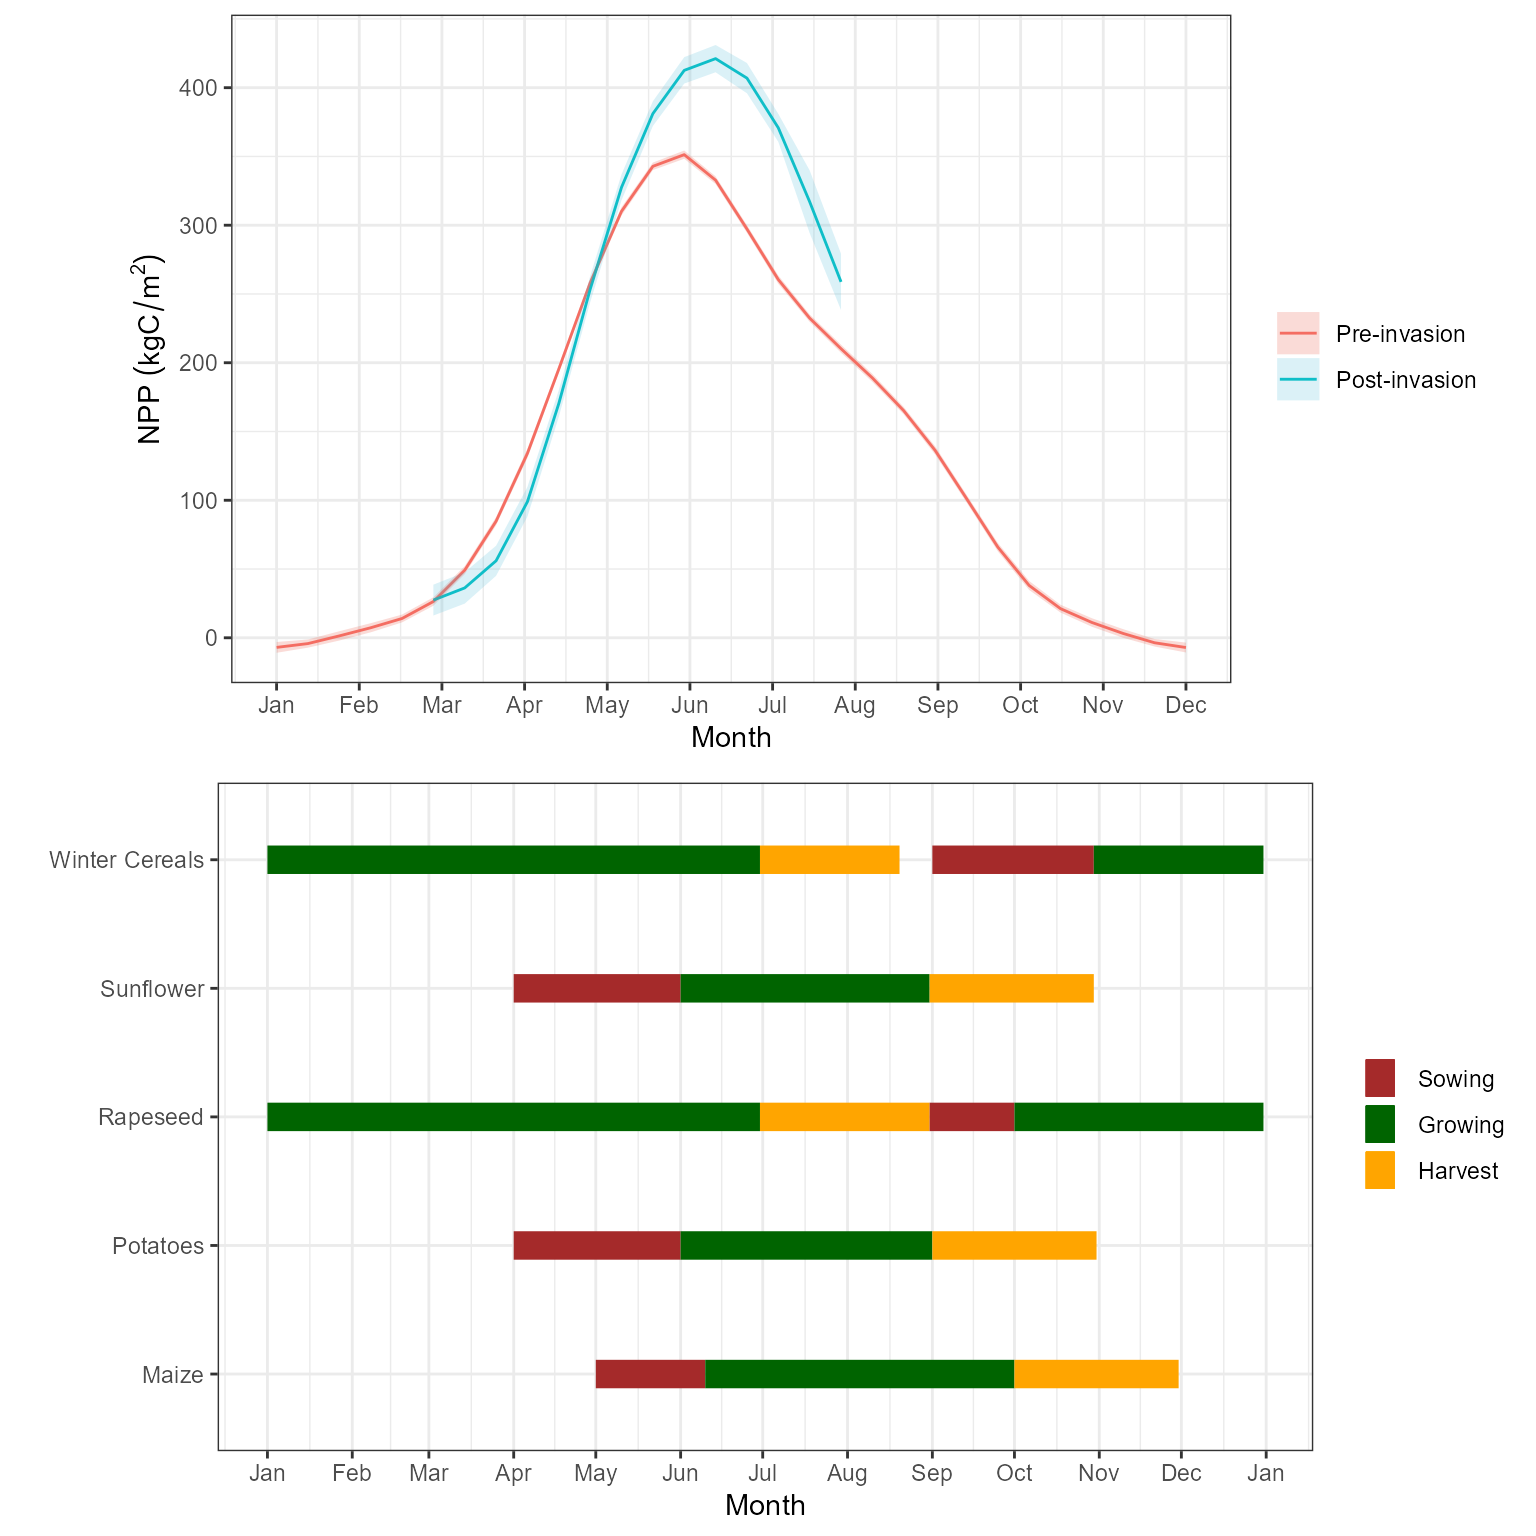 400
300
200
100
0
NPP (kgC/m²)
Jan Feb Mar Apr May Jun Jul Aug Sep Oct Nov Dec
Month
Pre-invasion
Post-invasion
Winter Cereals
Sunflower
Rapeseed
Potatoes
Maize
Jan Feb Mar Apr May Jun Jul Aug Sep Oct Nov Dec Jan
Month
Sowing
Growing
Harvest